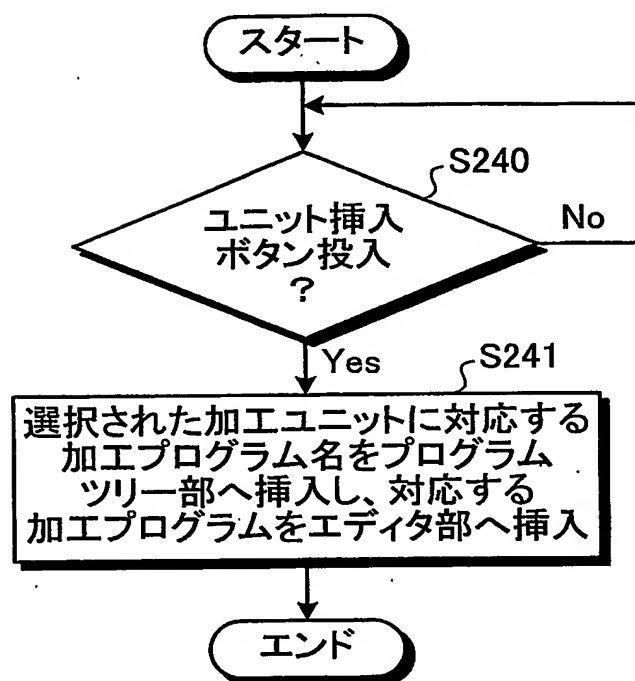 スタート
S240
ユニット挿入
ボタン投入
?
No
Yes
S241
選択された加工ユニットに対応する
加工プログラム名をプログラム
ツリー部へ挿入し、対応する
加工プログラムをエディタ部へ挿入
エンド